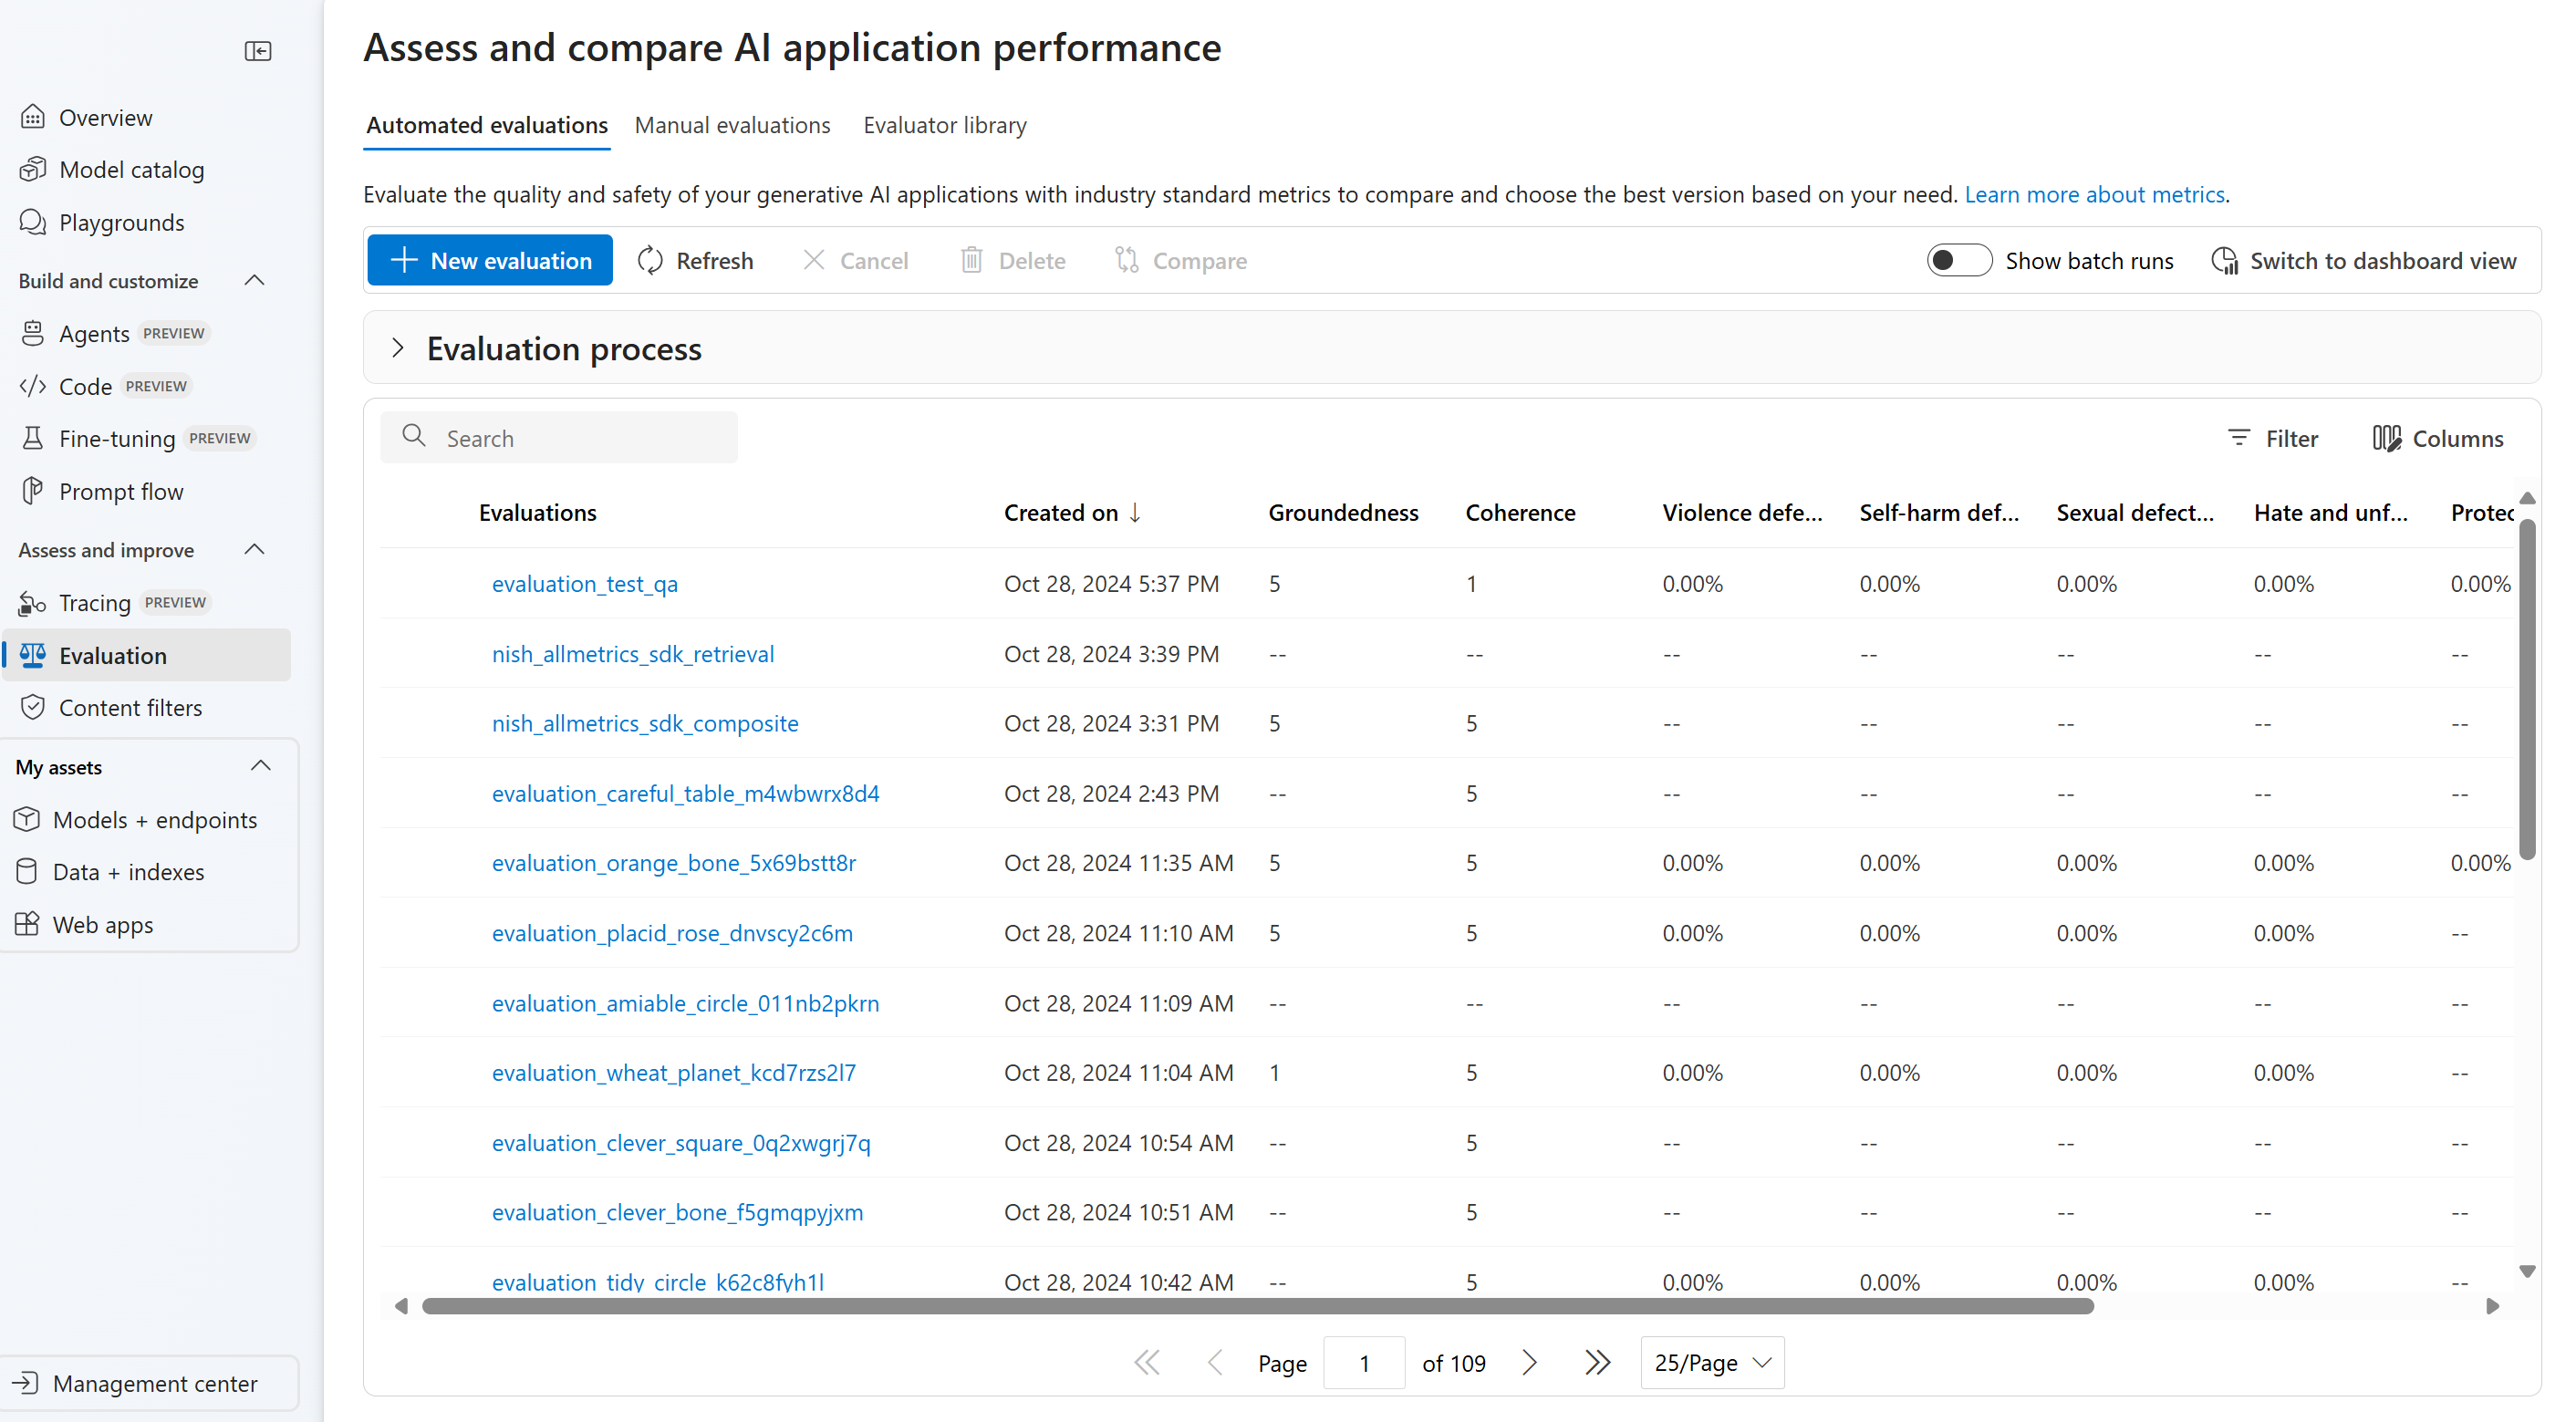 Assess and compare AI application performance
Overview
Model catalog
Playgrounds
Build and customize
Agents PREVIEW
Code PREVIEW
Fine-tuning PREVIEW
Prompt flow
Assess and improve
Tracing PREVIEW
Evaluation
Content filters
My assets
Models + endpoints
Data + indexes
Web apps
Management center
Automated evaluations Manual evaluations Evaluator library
Evaluate the quality and safety of your generative AI applications with industry standard metrics to compare and choose the best version based on your need. Learn more about metrics.
New evaluation Refresh Cancel Delete Compare Show batch runs Switch to dashboard view
Evaluation process
Search Filter Columns
Evaluations Created on ↓ Groundedness Coherence Violence defe... Self-harm def... Sexual defect... Hate and unf... Protec
evaluation_test_qa Oct 28, 2024 5:37 PM 5 1 0.00% 0.00% 0.00% 0.00% 0.00%
nish_allmetrics_sdk_retrieval Oct 28, 2024 3:39 PM -- -- -- -- -- -- --
nish_allmetrics_sdk_composite Oct 28, 2024 3:31 PM 5 5 -- -- -- -- --
evaluation_careful_table_m4wbwrx8d4 Oct 28, 2024 2:43 PM -- 5 -- -- -- -- --
evaluation_orange_bone_5x69bstt8r Oct 28, 2024 11:35 AM 5 5 0.00% 0.00% 0.00% 0.00% 0.00%
evaluation_placid_rose_dnvscy2c6m Oct 28, 2024 11:10 AM 5 5 0.00% 0.00% 0.00% 0.00% --
evaluation_amiable_circle_011nb2pkrn Oct 28, 2024 11:09 AM -- -- -- -- -- -- --
evaluation_wheat_planet_kcd7rzs2l7 Oct 28, 2024 11:04 AM 1 5 0.00% 0.00% 0.00% 0.00% --
evaluation_clever_square_0q2xwgrj7q Oct 28, 2024 10:54 AM -- 5 -- -- -- -- --
evaluation_clever_bone_f5gmqpyjxm Oct 28, 2024 10:51 AM -- 5 -- -- -- -- --
evaluation_tidy_circle_k62c8fyh1l Oct 28, 2024 10:42 AM -- 5 0.00% 0.00% 0.00% 0.00% --
Page 1 of 109 25/Page